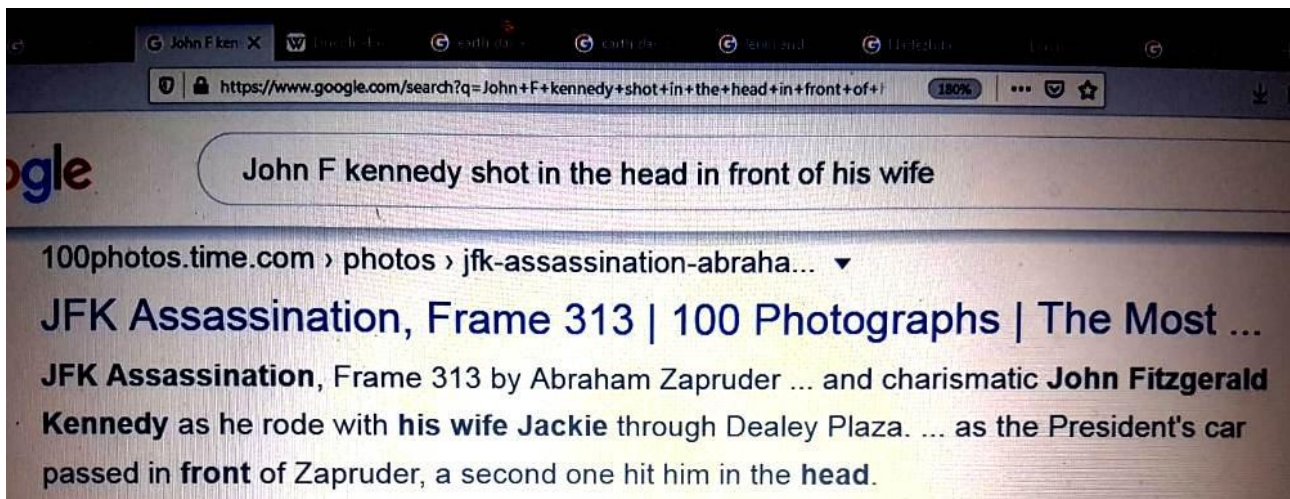 John F ken
https://www.google.com/search?q=John+F+kennedy+shot+in+the+head+in+front+of+
180%
ogle
John F kennedy shot in the head in front of his wife
100photos.time.com › photos › jfk-assassination-abraha...
JFK Assassination, Frame 313 | 100 Photographs | The Most ...
JFK Assassination, Frame 313 by Abraham Zapruder ... and charismatic John Fitzgerald
Kennedy as he rode with his wife Jackie through Dealey Plaza. ... as the President's car
passed in front of Zapruder, a second one hit him in the head.